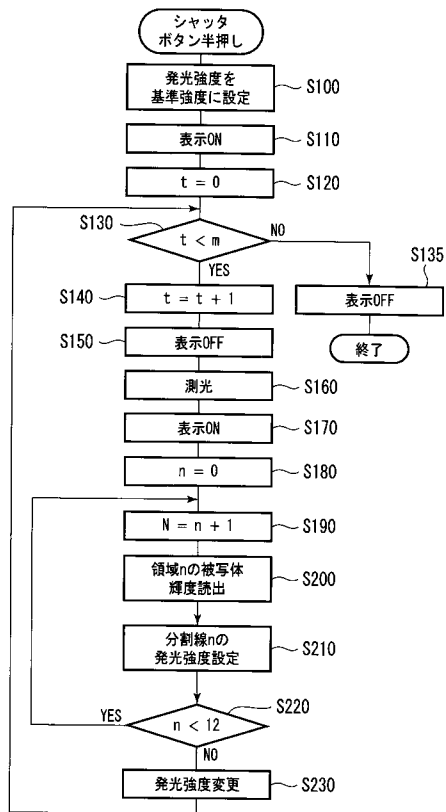 シャッタ
ボタン半押し
発光強度を
基準強度に設定
S100
表示ON
S110
t = 0
S120
S130
t < m
NO
YES
S135
表示OFF
終了
S140
t = t + 1
S150
表示OFF
測光
S160
表示ON
S170
n = 0
S180
N = n + 1
S190
領域nの被写体
輝度読出
S200
分割線nの
発光強度設定
S210
YES
n < 12
S220
NO
発光強度変更
S230